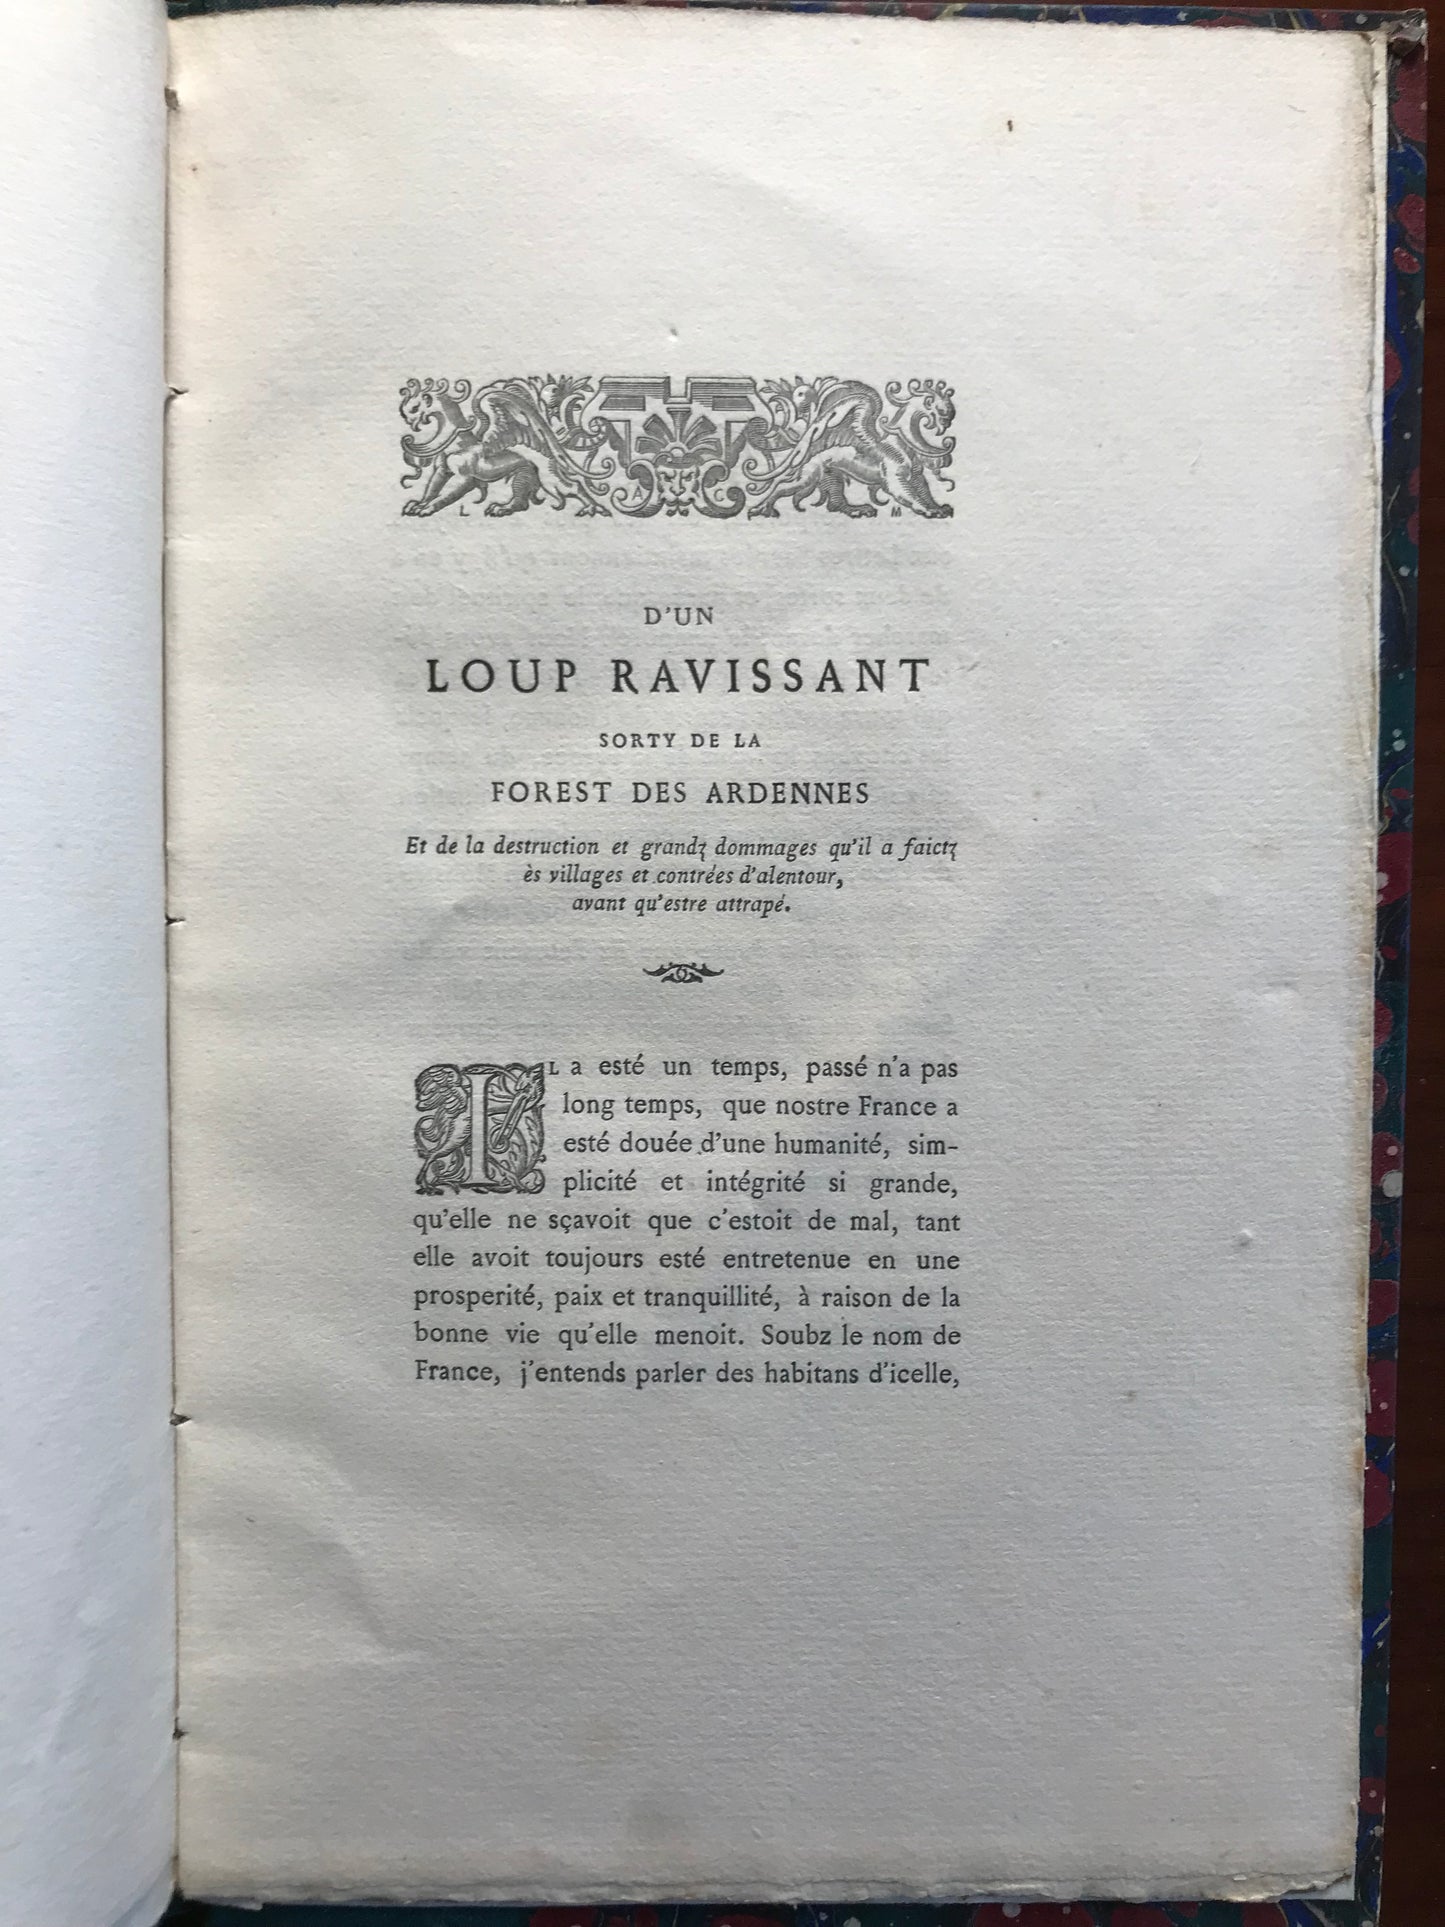 A C
L M
D'UN
LOUP RAVISSANT
SORTY DE LA
FOREST DES ARDENNES
Et de la destruction et grandz dommages qu'il a faictz
ès villages et contrées d'alentour,
avant qu'estre attrapé.
IL a esté un temps, passé n'a pas
long temps, que nostre France a
esté douée d'une humanité, sim-
plicité et intégrité si grande,
qu'elle ne sçavoit que c'estoit de mal, tant
elle avoit toujours esté entretenue en une
prosperité, paix et tranquillité, à raison de la
bonne vie qu'elle menoit. Soubz le nom de
France, j'entends parler des habitans d'icelle,